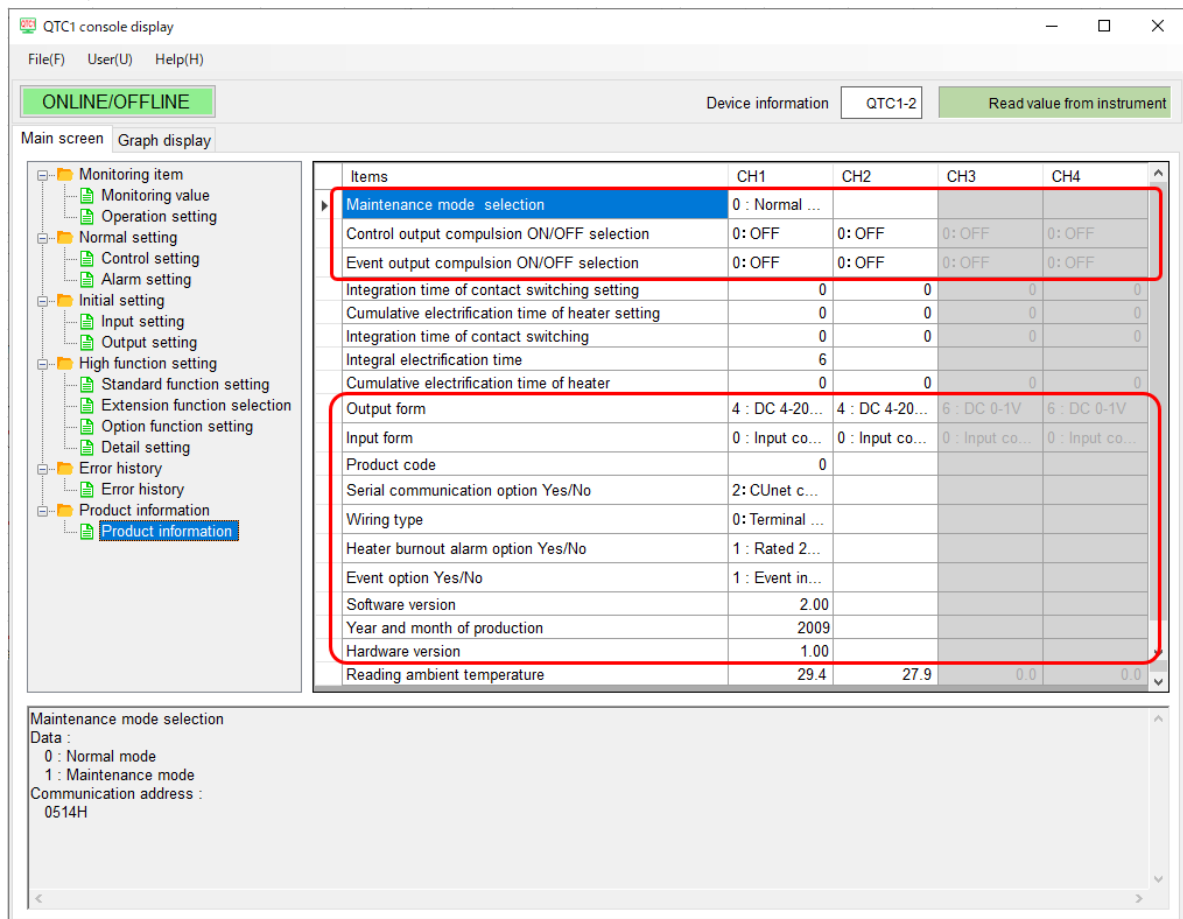 QTC1 console display
File(F) User(U) Help(H)
ONLINE/OFFLINE Device information QTC1-2 Read value from instrument
Main screen Graph display
Monitoring item
Monitoring value
Operation setting
Normal setting
Control setting
Alarm setting
Initial setting
Input setting
Output setting
High function setting
Standard function setting
Extension function selection
Option function setting
Detail setting
Error history
Error history
Product information
Product information
Items CH1 CH2 CH3 CH4
Maintenance mode selection 0 : Normal ...
Control output compulsion ON/OFF selection 0: OFF 0: OFF 0: OFF 0: OFF
Event output compulsion ON/OFF selection 0: OFF 0: OFF 0: OFF 0: OFF
Integration time of contact switching setting 0 0 0 0
Cumulative electrification time of heater setting 0 0 0 0
Integration time of contact switching 0 0 0 0
Integral electrification time 6
Cumulative electrification time of heater 0 0 0 0
Output form 4 : DC 4-20... 4 : DC 4-20... 6 : DC 0-1V 6 : DC 0-1V
Input form 0 : Input co... 0 : Input co... 0 : Input co... 0 : Input co...
Product code 0
Serial communication option Yes/No 2: CUnet c...
Wiring type 0: Terminal ...
Heater burnout alarm option Yes/No 1 : Rated 2...
Event option Yes/No 1 : Event in...
Software version 2.00
Year and month of production 2009
Hardware version 1.00
Reading ambient temperature 29.4 27.9 0.0 0.0
Maintenance mode selection
Data :
0 : Normal mode
1 : Maintenance mode
Communication address :
0514H